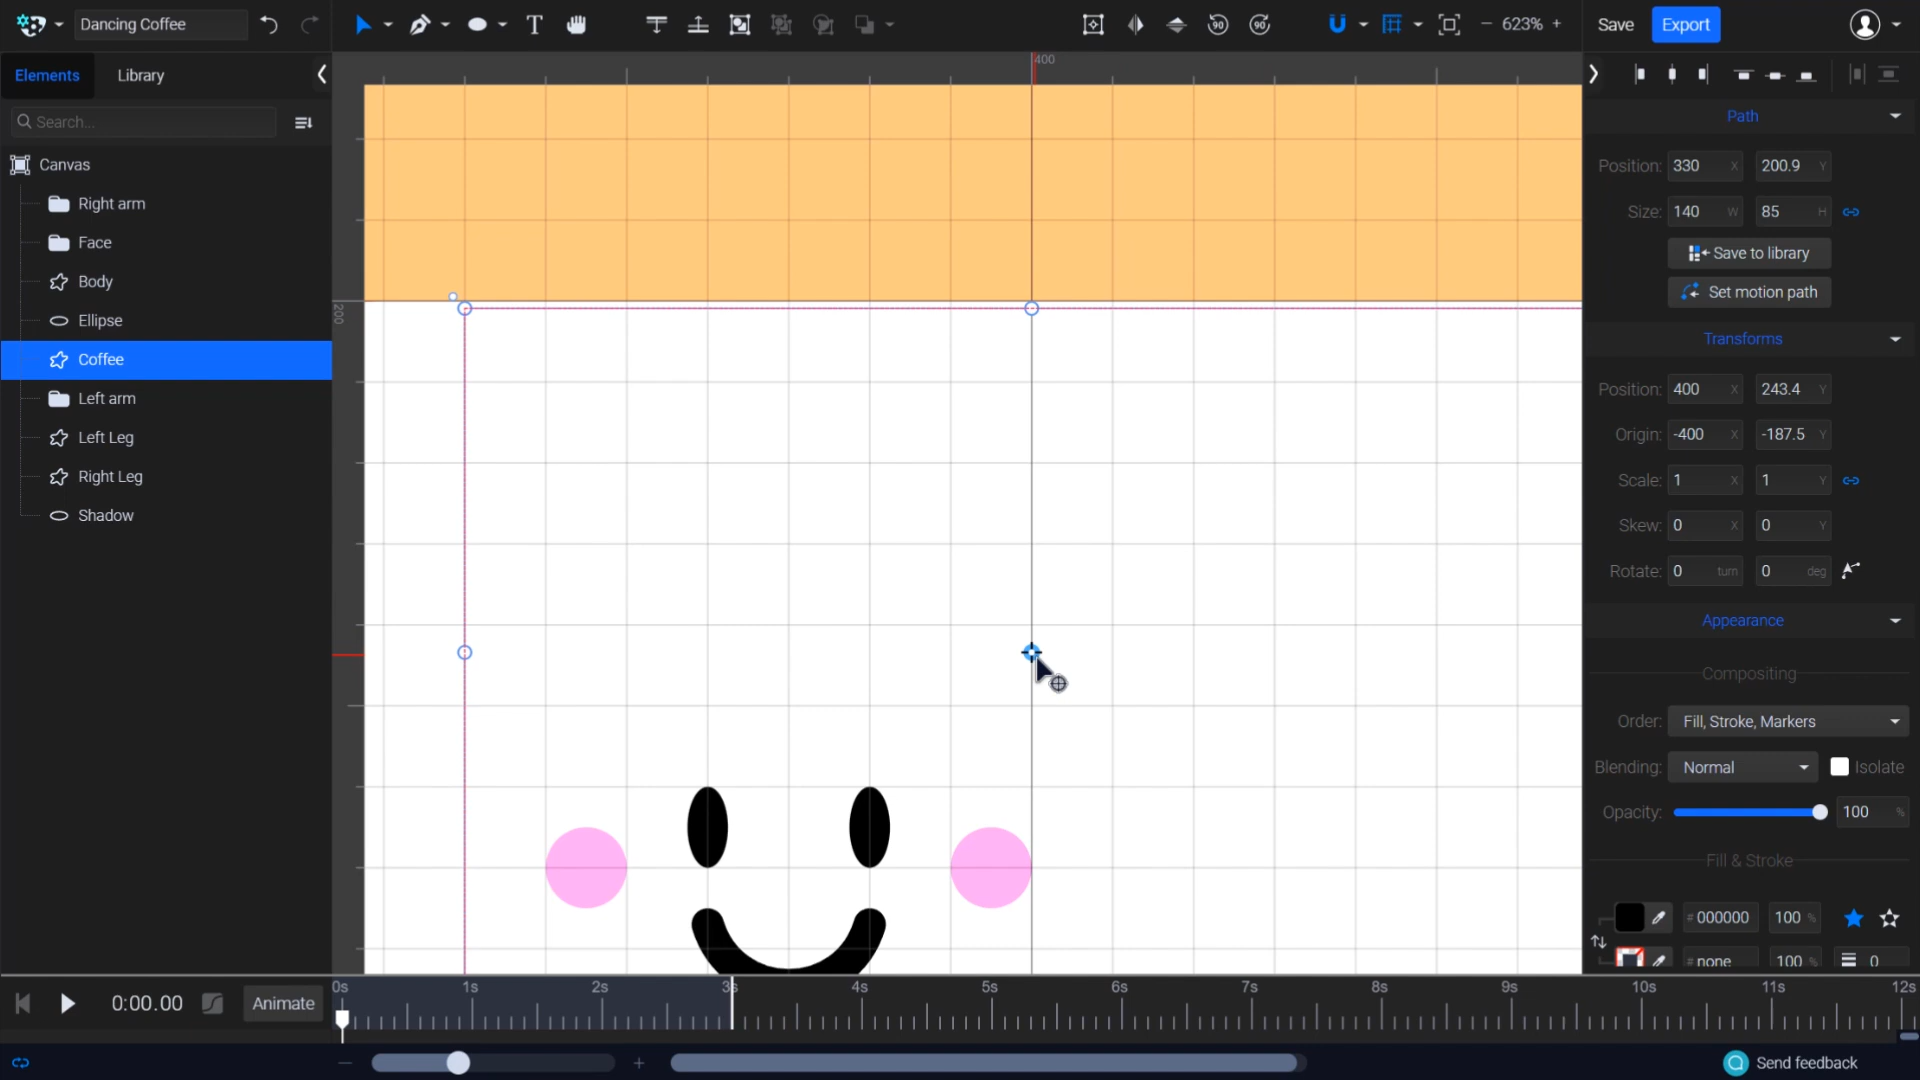 Dancing Coffee
T
623%
Save
Export
Elements
Library
Search...
Canvas
Right arm
Face
Body
Ellipse
Coffee
Left arm
Left Leg
Right Leg
Shadow
400
200
Path
Position: 330 X 200.9 Y
Size: 140 W 85 H
Save to library
Set motion path
Transforms
Position: 400 X 243.4 Y
Origin: -400 X -187.5 Y
Scale: 1 X 1 Y
Skew: 0 X 0 Y
Rotate: 0 turn 0 deg
Appearance
Compositing
Order: Fill, Stroke, Markers
Blending: Normal Isolate
Opacity: 100 %
Fill & Stroke
# 000000 100 %
# none 100 % 0
0:00.00
Animate
0s 1s 2s 3s 4s 5s 6s 7s 8s 9s 10s 11s 12s
Send feedback